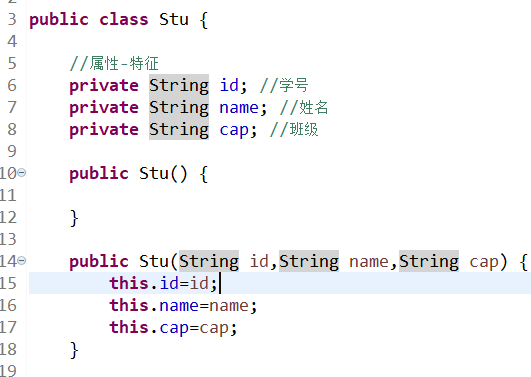 2
3 public class Stu {
4
5 //属性-特征
6 private String id; //学号
7 private String name; //姓名
8 private String cap; //班级
9
10 public Stu() {
11
12 }
13
14 public Stu(String id,String name,String cap) {
15 this.id=id;
16 this.name=name;
17 this.cap=cap;
18 }
19